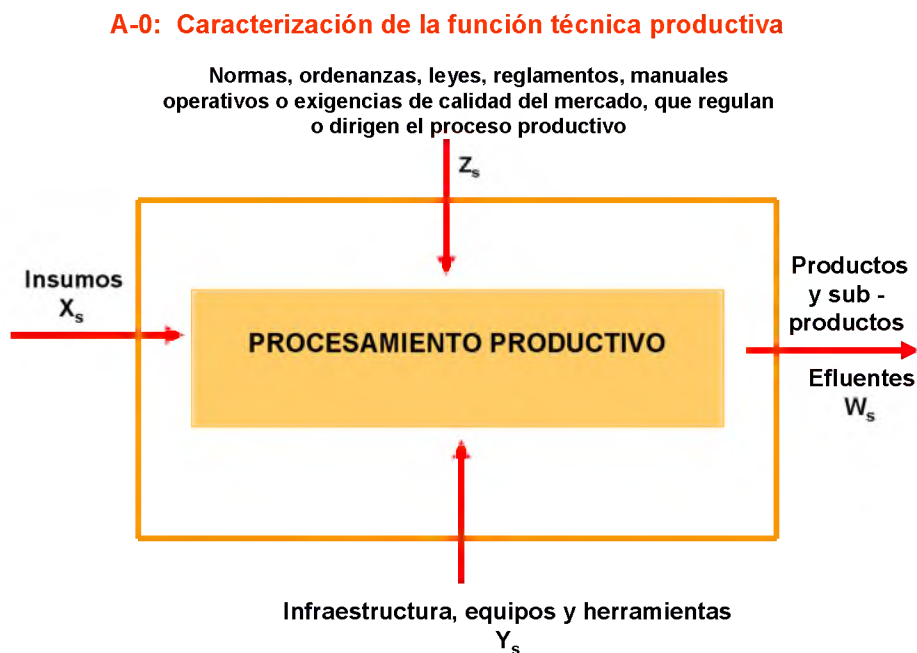 A-0: Caracterización de la función técnica productiva
Normas, ordenanzas, leyes, reglamentos, manuales
operativos o exigencias de calidad del mercado, que regulan
o dirigen el proceso productivo
Zs
Insumos
Xs
PROCESAMIENTO PRODUCTIVO
Productos
y sub -
productos
Efluentes
Ws
Infraestructura, equipos y herramientas
Ys